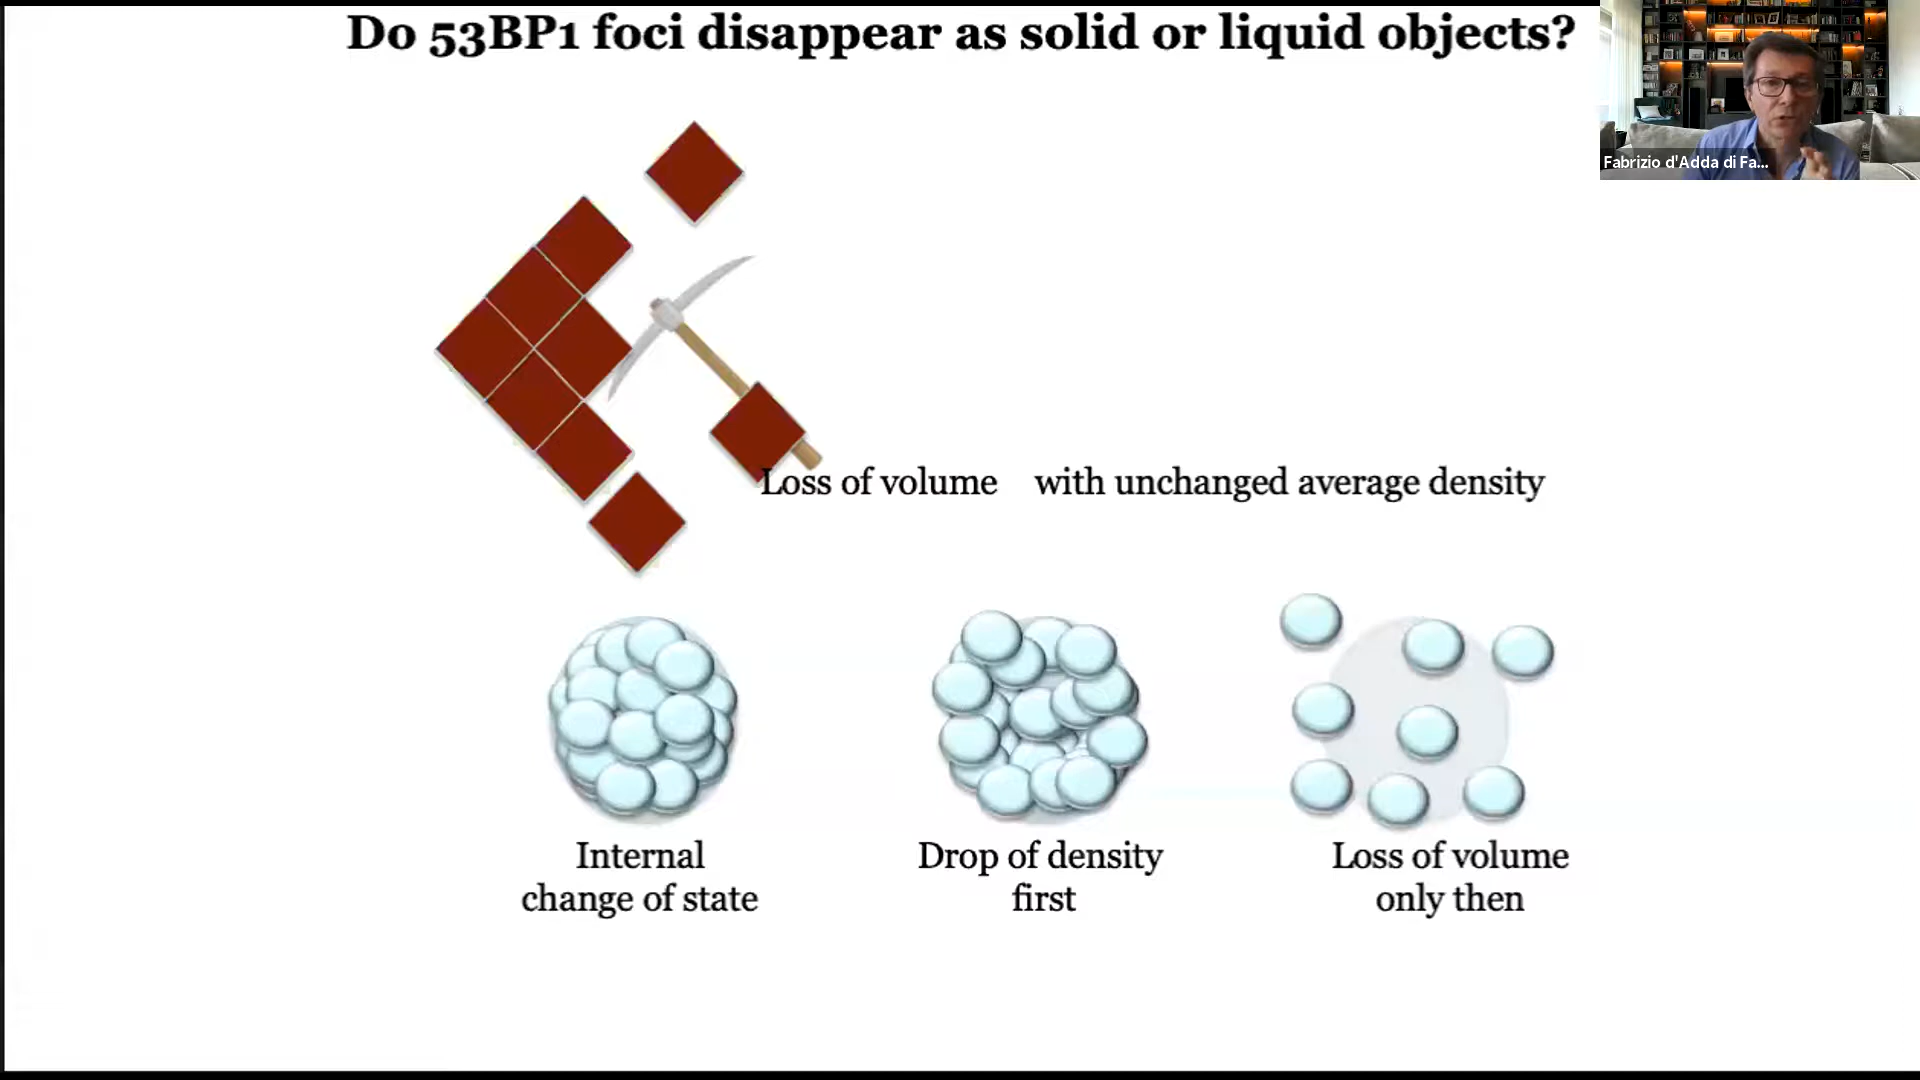 Do 53BP1 foci disappear as solid or liquid objects?
Fabrizio d'Adda di Fa...
Loss of volume with unchanged average density
Internal
change of state
Drop of density
first
Loss of volume
only then